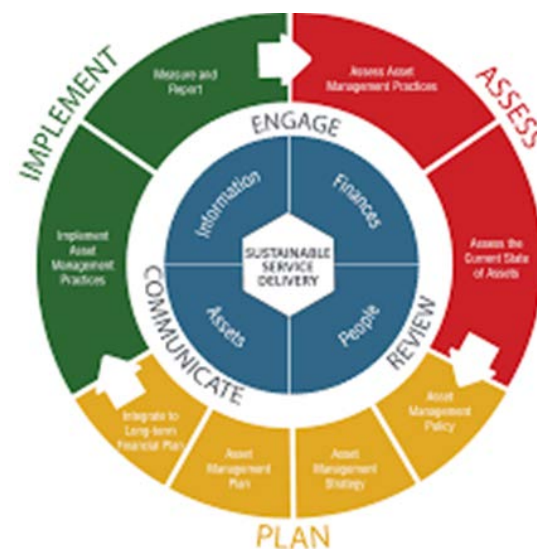 IMPLEMENT
ASSESS
PLAN
Measure and
Report
Assess Asset
Management Practices
Assess the
Current State
of Assets
Asset
Management
Policy
Asset
Management
Strategy
Asset
Management
Plan
Integrate to
Long-term
Financial Plan
Implement
Asset
Management
Practices
ENGAGE
REVIEW
COMMUNICATE
Information
Finances
People
Assets
SUSTAINABLE
SERVICE
DELIVERY